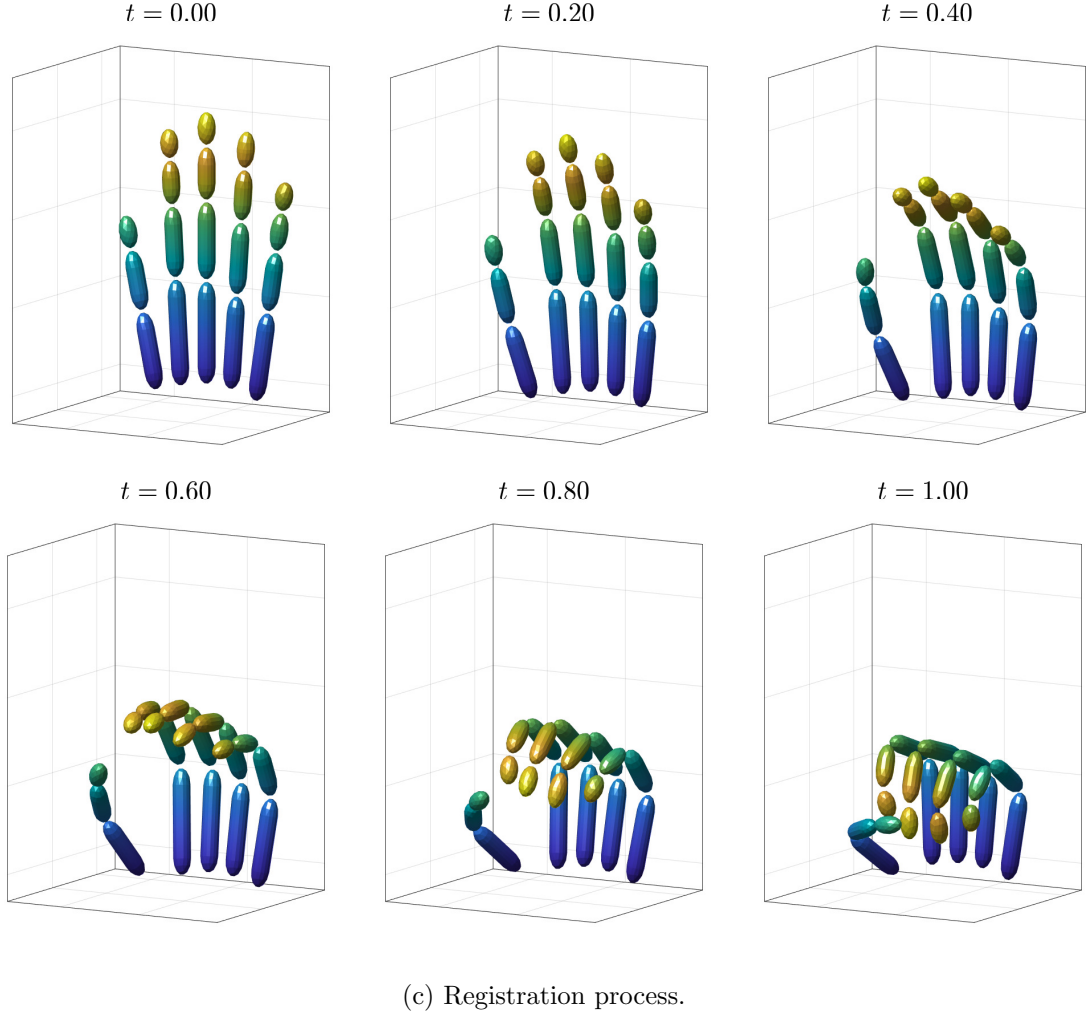 t = 0.00
t = 0.20
t = 0.40
t = 0.60
t = 0.80
t = 1.00
(c) Registration process.